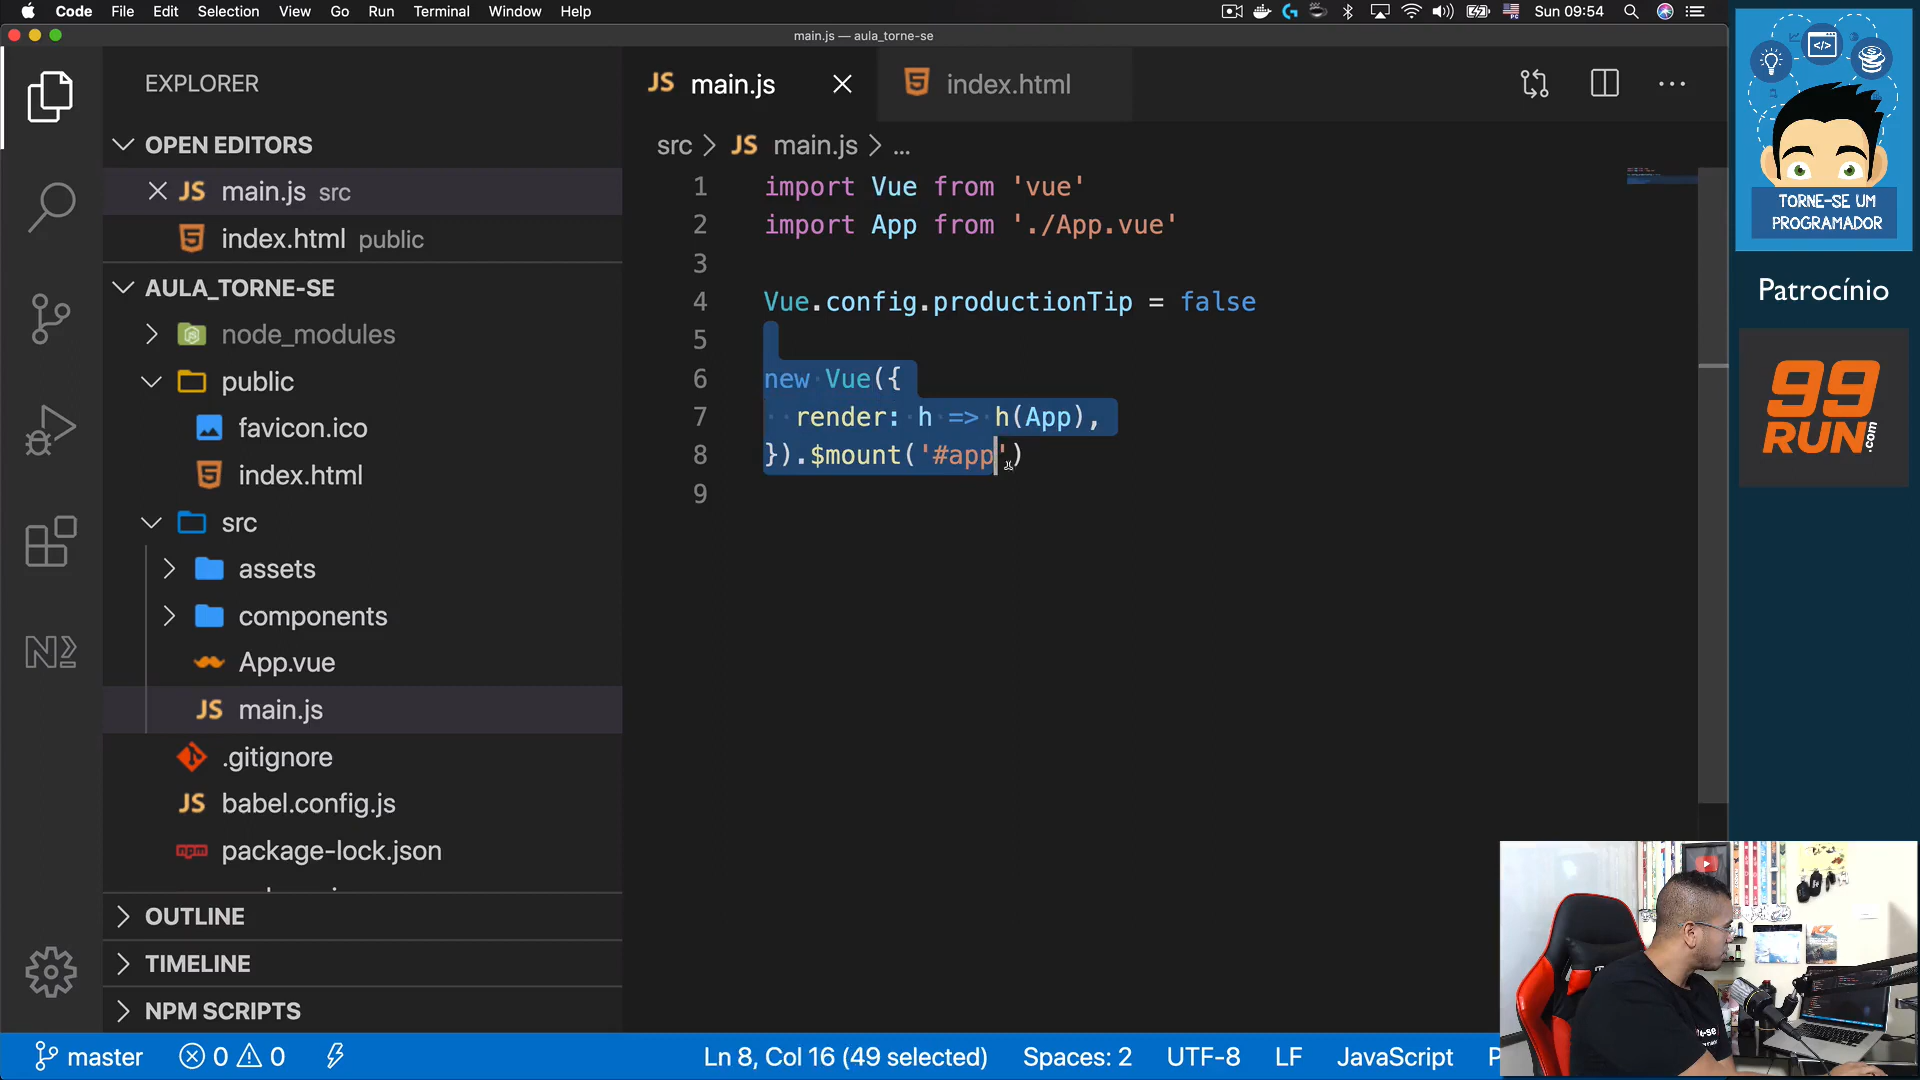 Code File Edit Selection View Go Run Terminal Window Help
Sun 09:54
main.js — aula_torne-se
EXPLORER
OPEN EDITORS
JS main.js src
index.html public
AULA_TORNE-SE
node_modules
public
favicon.ico
index.html
src
assets
components
App.vue
JS main.js
.gitignore
JS babel.config.js
npm package-lock.json
OUTLINE
TIMELINE
NPM SCRIPTS
JS main.js
index.html
src > JS main.js > ...
1 import Vue from 'vue'
2 import App from './App.vue'
3
4 Vue.config.productionTip = false
5
6 new Vue({
7 render: h => h(App),
8 }).$mount('#app')
9
master 0 0
Ln 8, Col 16 (49 selected) Spaces: 2 UTF-8 LF JavaScript P
TORNE-SE UM
PROGRAMADOR
Patrocínio
99
RUN.com